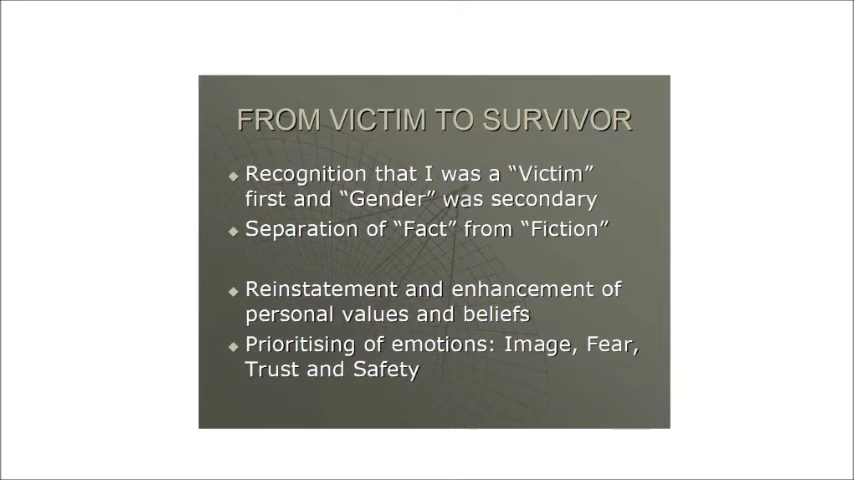 FROM VICTIM TO SURVIVOR
Recognition that I was a “Victim”
first and “Gender” was secondary
Separation of “Fact” from “Fiction”
Reinstatement and enhancement of
personal values and beliefs
Prioritising of emotions: Image, Fear,
Trust and Safety